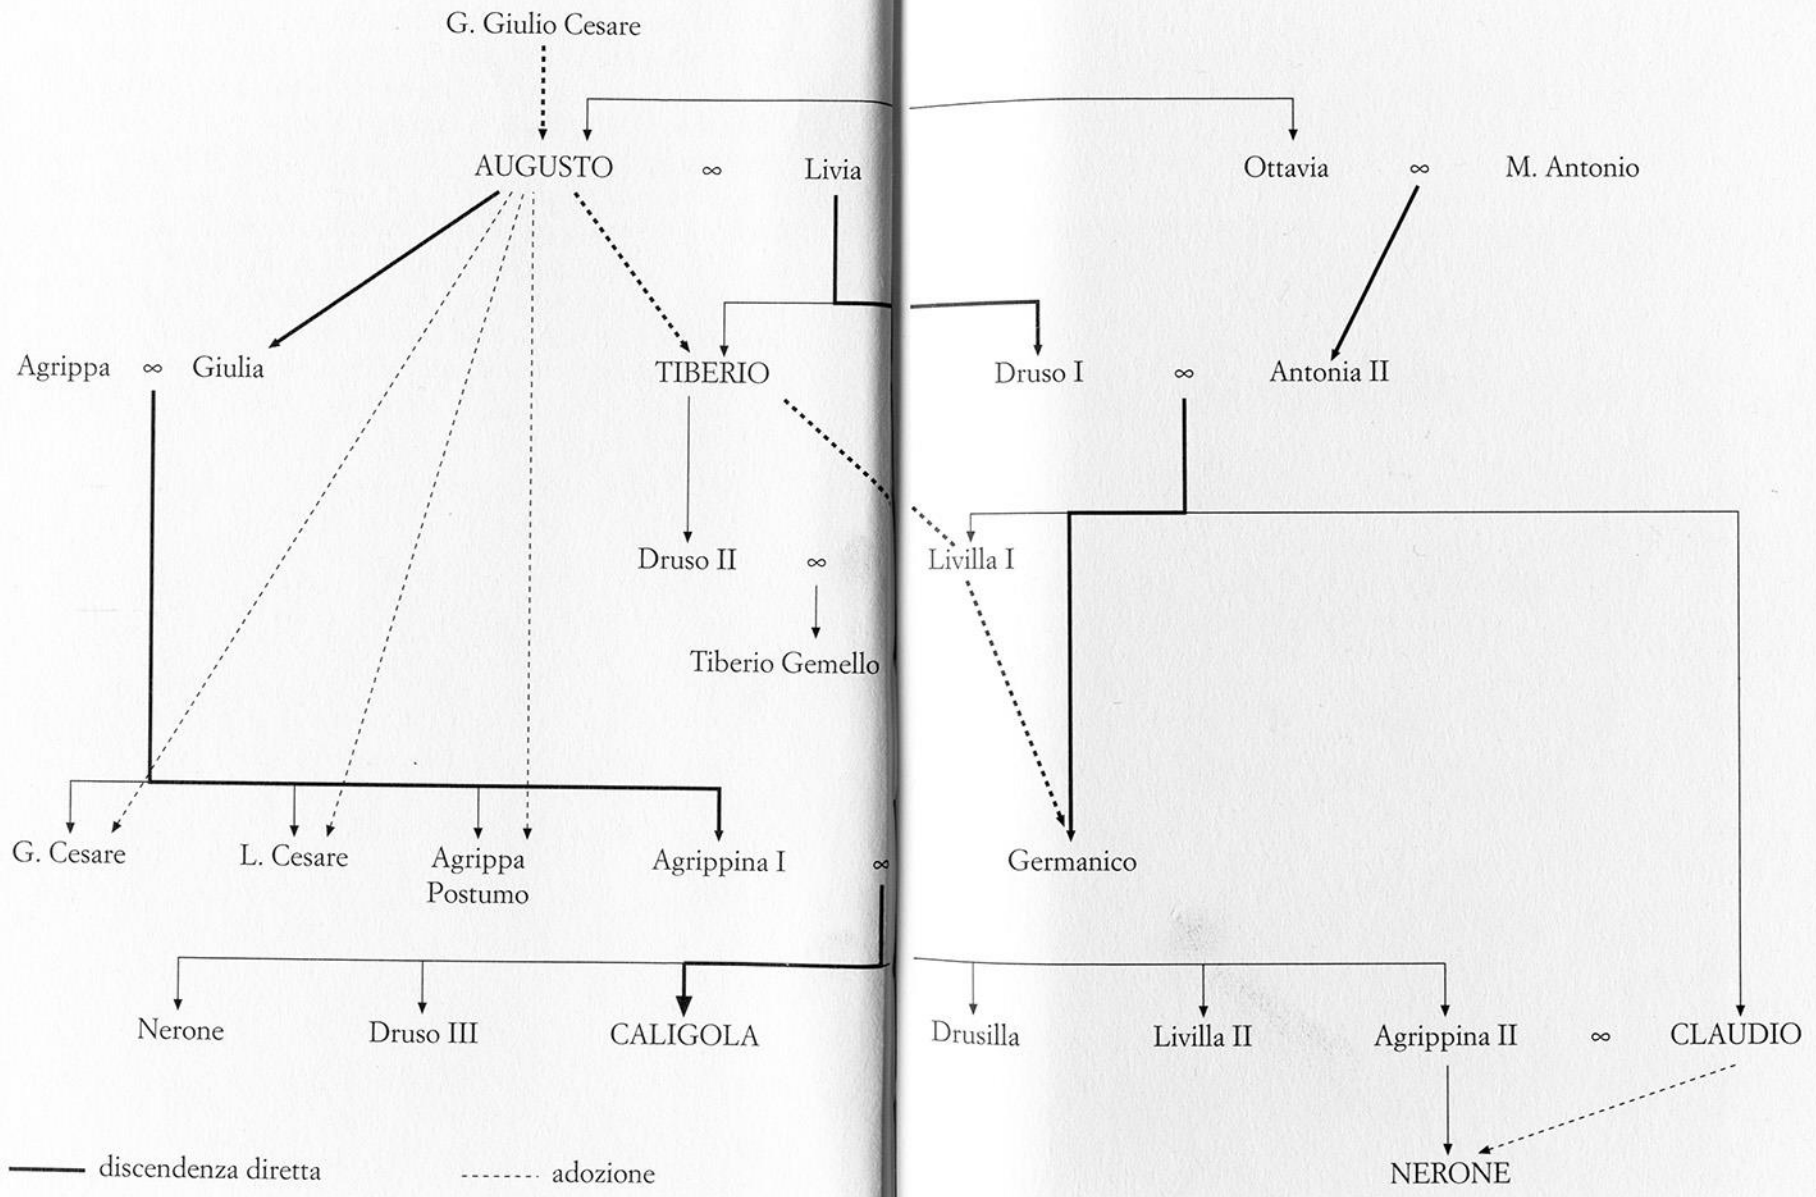 G. Giulio Cesare
AUGUSTO ∞ Livia Ottavia ∞ M. Antonio
Agrippa ∞ Giulia TIBERIO Druso I ∞ Antonia II
Druso II ∞ Livilla I
Tiberio Gemello
G. Cesare L. Cesare Agrippa Agrippina I ∞ Germanico
Postumo
Nerone Druso III CALIGOLA Drusilla Livilla II Agrippina II ∞ CLAUDIO
NERONE
discendenza diretta adozione